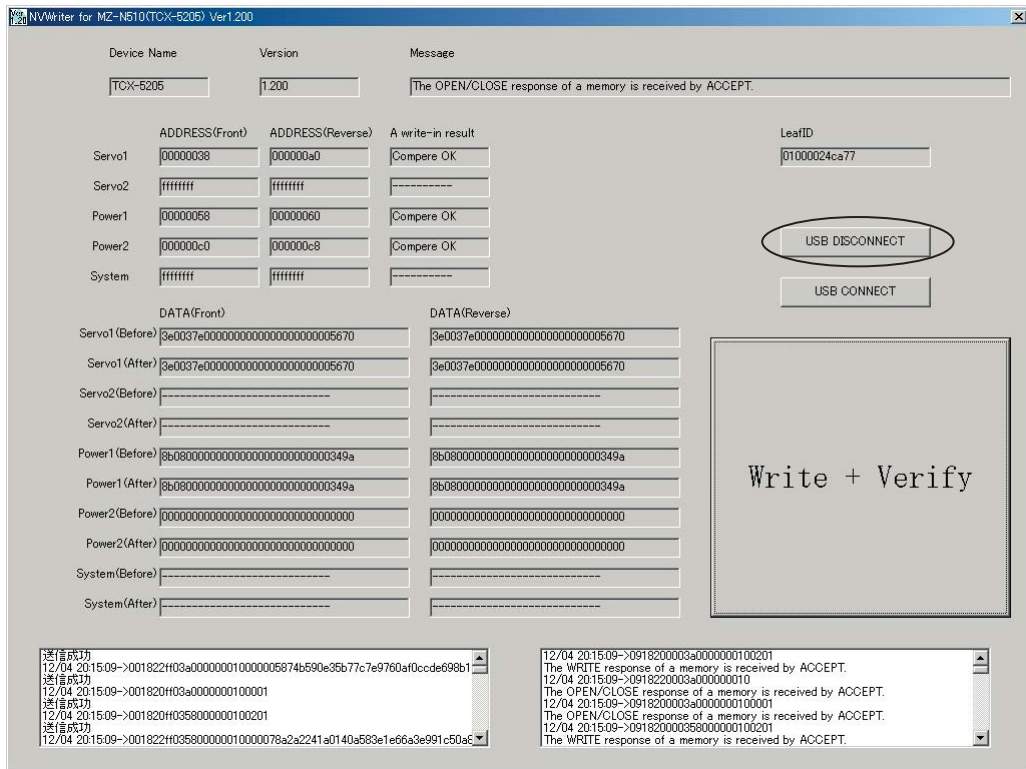 Ver 1.20 NVWriter for MZ-N510(TCX-5205) Ver1.200
Device Name Version Message
TCX-5205 1.200 The OPEN/CLOSE response of a memory is received by ACCEPT.
ADDRESS(Front) ADDRESS(Reverse) A write-in result LeafID
Servo1 00000038 000000a0 Compere OK 01000024ca77
Servo2 ffffffff ffffffff ----------
Power1 00000058 00000060 Compere OK
Power2 000000c0 000000c8 Compere OK
USB DISCONNECT
System ffffffff ffffffff ----------
USB CONNECT
DATA(Front) DATA(Reverse)
Servo1(Before) 3e0037e0000000000000000000005670 3e0037e0000000000000000000005670
Servo1(After) 3e0037e0000000000000000000005670 3e0037e0000000000000000000005670
Servo2(Before) ---------------------------- ----------------------------
Servo2(After) ---------------------------- ----------------------------
Power1(Before) 8b08000000000000000000000000349a 8b08000000000000000000000000349a
Power1(After) 8b08000000000000000000000000349a 8b08000000000000000000000000349a
Write + Verify
Power2(Before) 00000000000000000000000000000000 00000000000000000000000000000000
Power2(After) 00000000000000000000000000000000 00000000000000000000000000000000
System(Before) ---------------------------- ----------------------------
System(After) ---------------------------- ----------------------------
送信成功
12/04 20:15:09->001822ff03a000000010000005874b590e35b77c7e9760af0ccde698b1
送信成功
12/04 20:15:09->001820ff03a0000000100001
送信成功
12/04 20:15:09->001820ff0358000000100201
送信成功
12/04 20:15:09->001822ff035800000010000078a2a2241a0140a583e1e66a3e991c50a6
12/04 20:15:09->0918200003a0000000100201
The WRITE response of a memory is received by ACCEPT.
12/04 20:15:09->0918220003a000000010
The OPEN/CLOSE response of a memory is received by ACCEPT.
12/04 20:15:09->0918200003a0000000100001
The OPEN/CLOSE response of a memory is received by ACCEPT.
12/04 20:15:09->091820000358000000100201
The WRITE response of a memory is received by ACCEPT.